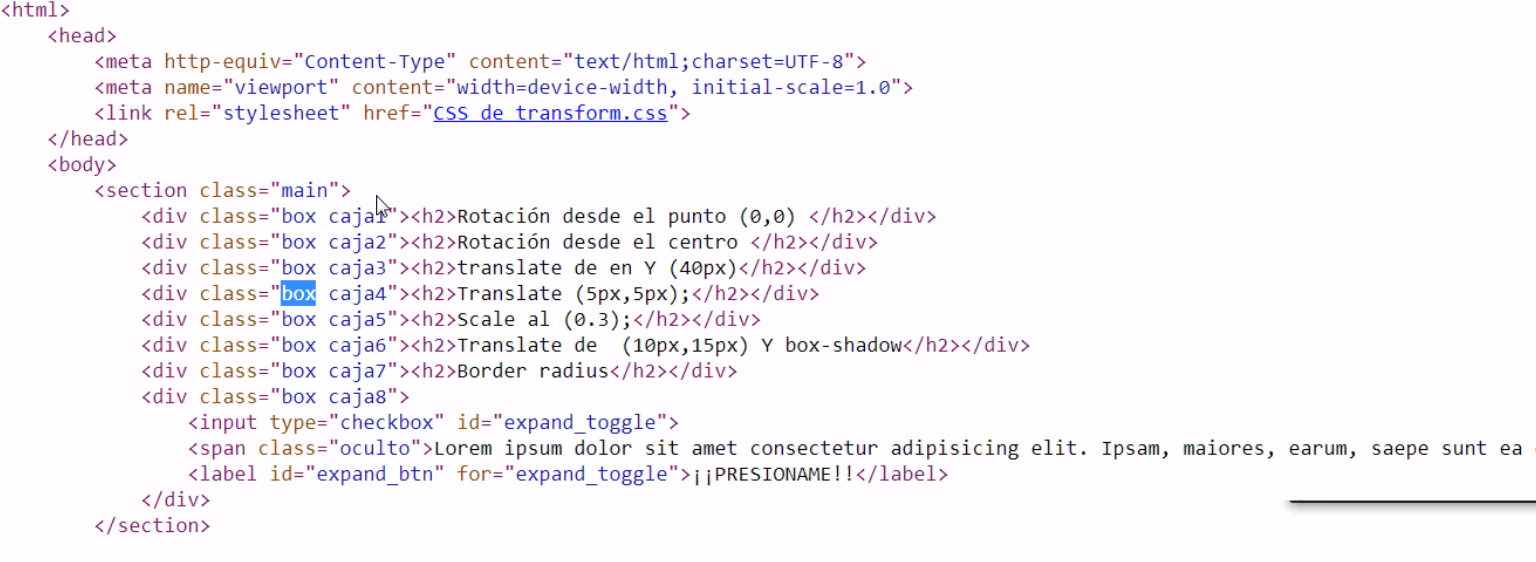 <html>
<head>
<meta http-equiv="Content-Type" content="text/html;charset=UTF-8">
<meta name="viewport" content="width=device-width, initial-scale=1.0">
<link rel="stylesheet" href="CSS de transform.css">
</head>
<body>
<section class="main">
<div class="box caja1"><h2>Rotación desde el punto (0,0) </h2></div>
<div class="box caja2"><h2>Rotación desde el centro </h2></div>
<div class="box caja3"><h2>translate de en Y (40px)</h2></div>
<div class="box caja4"><h2>Translate (5px,5px);</h2></div>
<div class="box caja5"><h2>Scale al (0.3);</h2></div>
<div class="box caja6"><h2>Translate de  (10px,15px) Y box-shadow</h2></div>
<div class="box caja7"><h2>Border radius</h2></div>
<div class="box caja8">
<input type="checkbox" id="expand_toggle">
<span class="oculto">Lorem ipsum dolor sit amet consectetur adipisicing elit. Ipsam, maiores, earum, saepe sunt ea
<label id="expand_btn" for="expand_toggle">¡¡PRESIONAME!!</label>
</div>
</section>